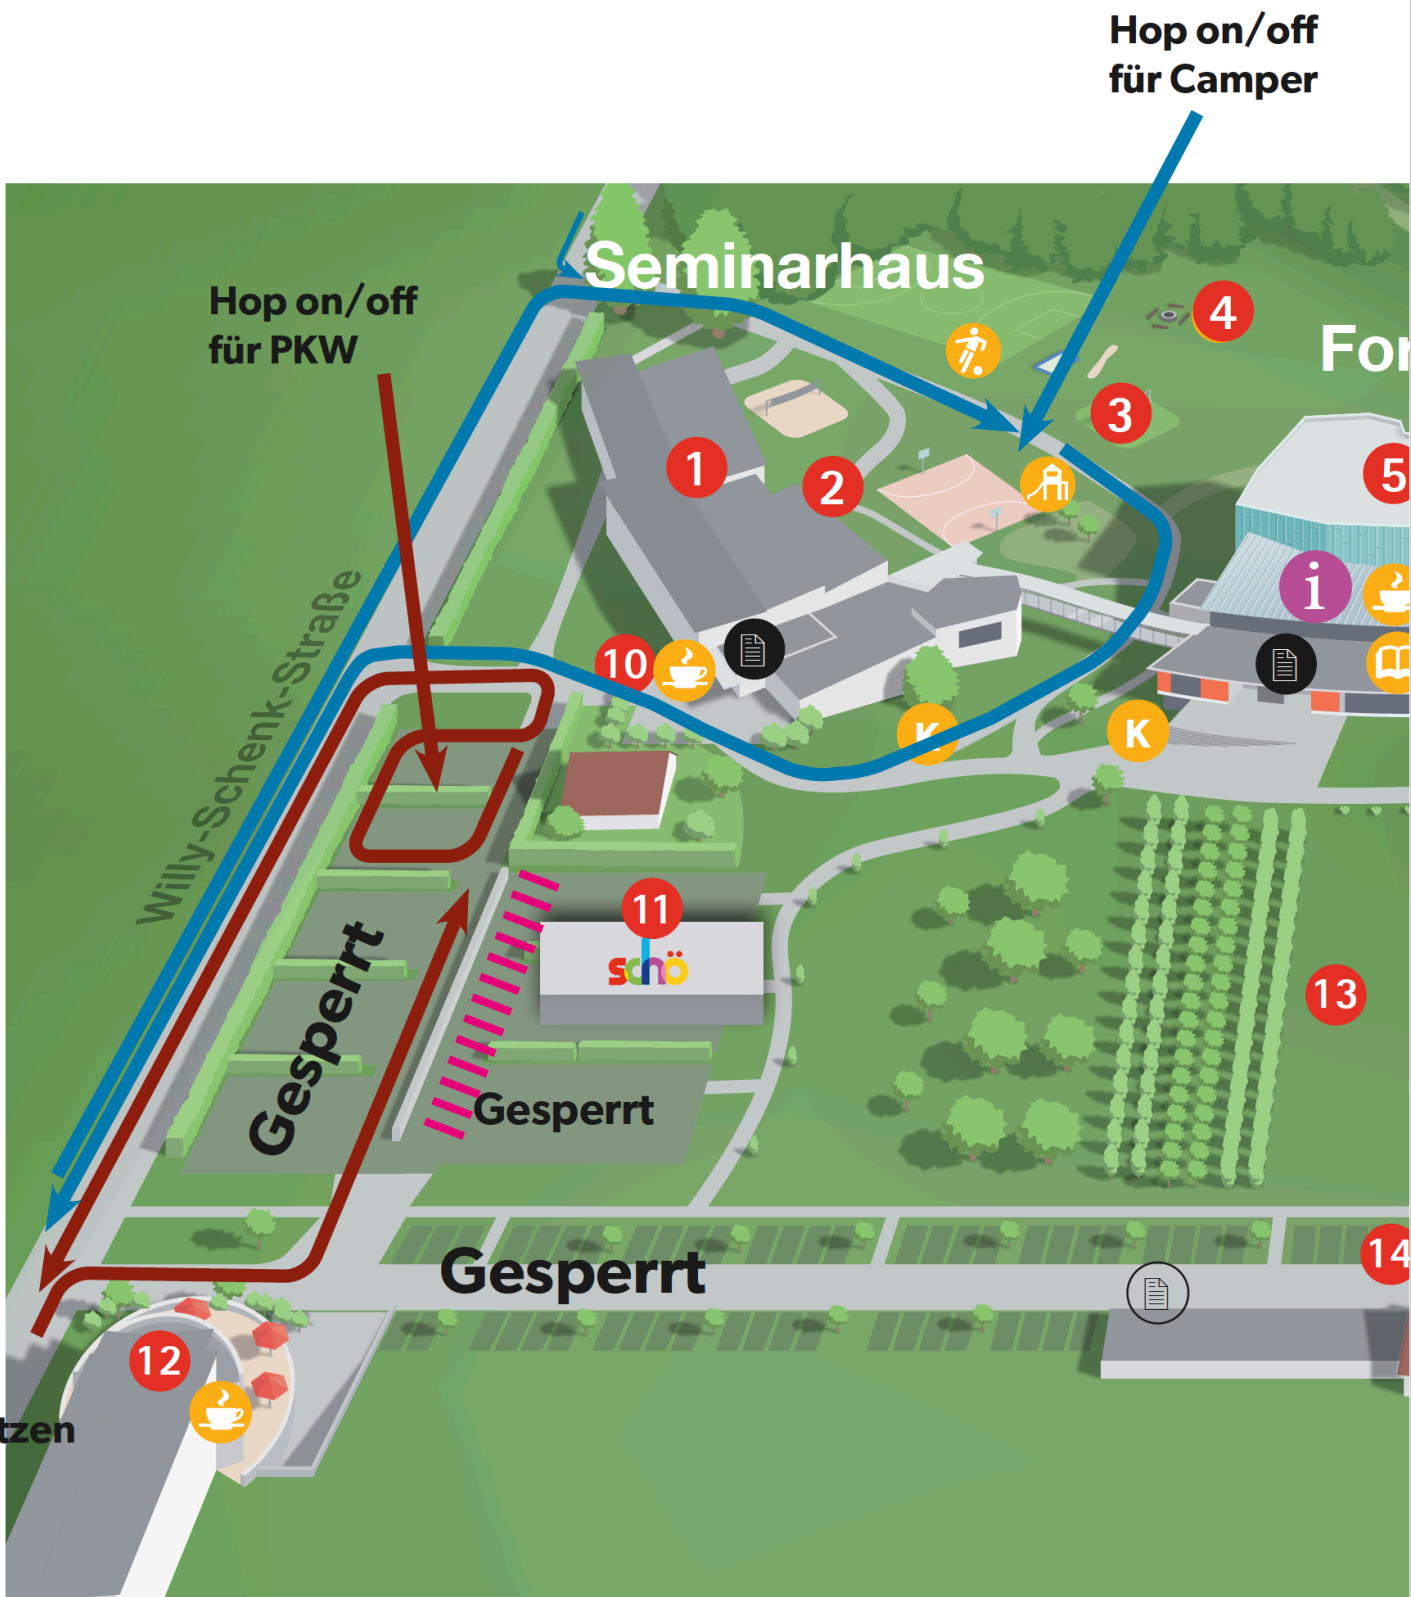 Hop on/off
für Camper
Seminarhaus
Hop on/off
für PKW
4
For
3
5
1
2
i
Willy-Schenk-Straße
10
K
K
11
schö
13
Gesperrt
Gesperrt
Gesperrt
14
12
tzen